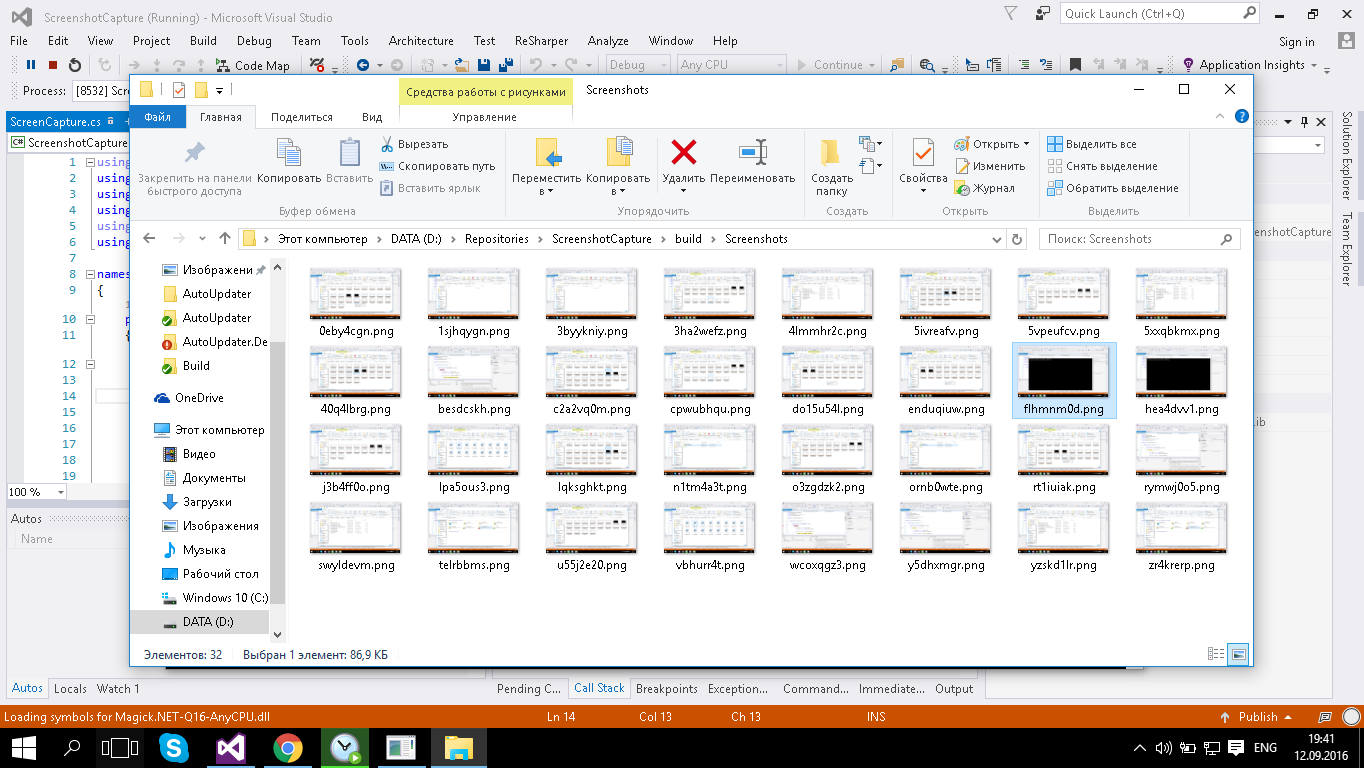 ScreenshotCapture (Running) - Microsoft Visual Studio
Quick Launch (Ctrl+Q)
File Edit View Project Build Debug Team Tools Architecture Test ReSharper Analyze Window Help
Sign in
Code Map
Debug Any CPU Continue
Application Insights
Process: [8532] Scre
Средства работы с рисунками Screenshots
ScreenCapture.cs
Файл Главная Поделиться Вид Управление
ScreenshotCapture
Закрепить на панели быстрого доступа
Копировать
Вставить
Вырезать
Скопировать путь
Вставить ярлык
Буфер обмена
Переместить в
Копировать в
Удалить
Переименовать
Упорядочить
Создать папку
Создать
Свойства
Открыть
Изменить
Журнал
Открыть
Выделить все
Снять выделение
Обратить выделение
Выделить
Solution Explorer
Team Explorer
1 using
2 using
3 using
4 using
5 using
6 using
7
8 names
9 {
10 p
11 {
12
13
14
15
16
17
18
19
Этот компьютер DATA (D:) Repositories ScreenshotCapture build Screenshots
Поиск: Screenshots
enshotCapture
Изображени
AutoUpdater
AutoUpdater
AutoUpdater.De
Build
OneDrive
Этот компьютер
Видео
Документы
Загрузки
Изображения
Музыка
Рабочий стол
Windows 10 (C:)
DATA (D:)
0eby4cgn.png 1sjhqygn.png 3byykniy.png 3ha2wefz.png 4lmmhr2c.png 5ivreafv.png 5vpeufcv.png 5xxqbkmx.png
40q4lbrg.png besdcskh.png c2a2vq0m.png cpwubhqu.png do15u54l.png enduqiuw.png flhmnm0d.png hea4dvv1.png
j3b4ff0o.png lpa5ous3.png lqksghkt.png n1tm4a3t.png o3zgdzk2.png ornb0wte.png rt1iuiak.png rymwj0o5.png
swyldevm.png telrbbms.png u55j2e20.png vbhurr4t.png wcoxqgz3.png y5dhxmgr.png yzskd1lr.png zr4krerp.png
100 %
Autos
Name
Элементов: 32 Выбран 1 элемент: 86,9 КБ
Autos Locals Watch 1
Pending C... Call Stack Breakpoints Exception... Command... Immediate... Output
Loading symbols for Magick.NET-Q16-AnyCPU.dll Ln 14 Col 13 Ch 13 INS Publish
ENG
19:41
12.09.2016